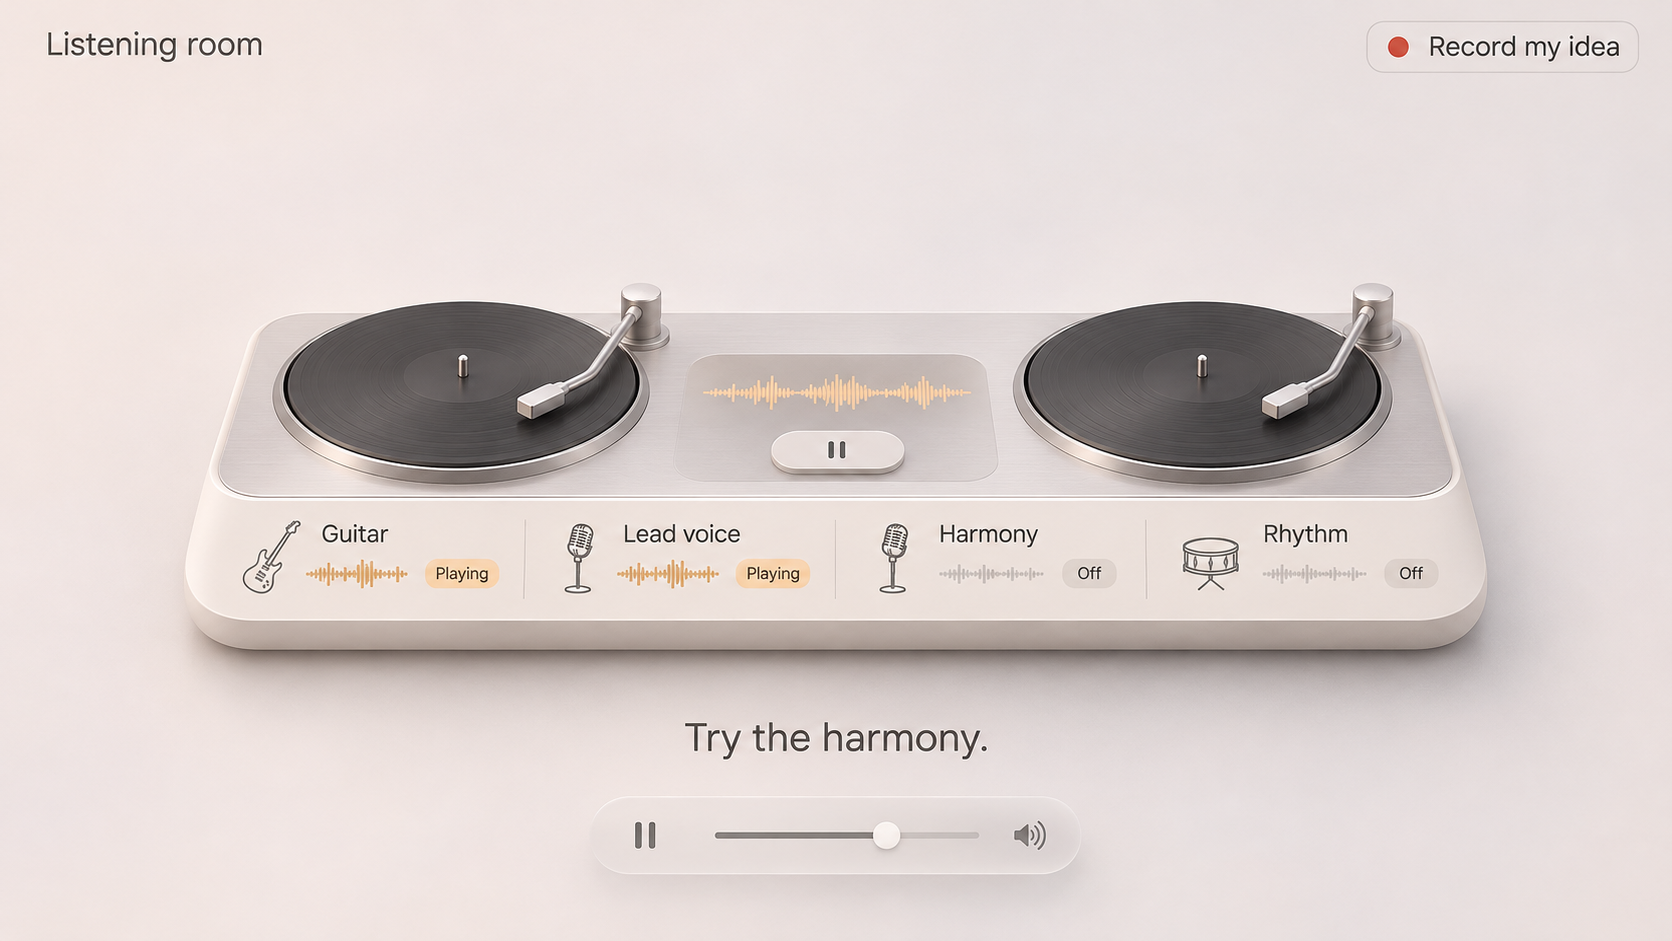 Listening room
Record my idea
Guitar
Playing
Lead voice
Playing
Harmony
Off
Rhythm
Off
Try the harmony.